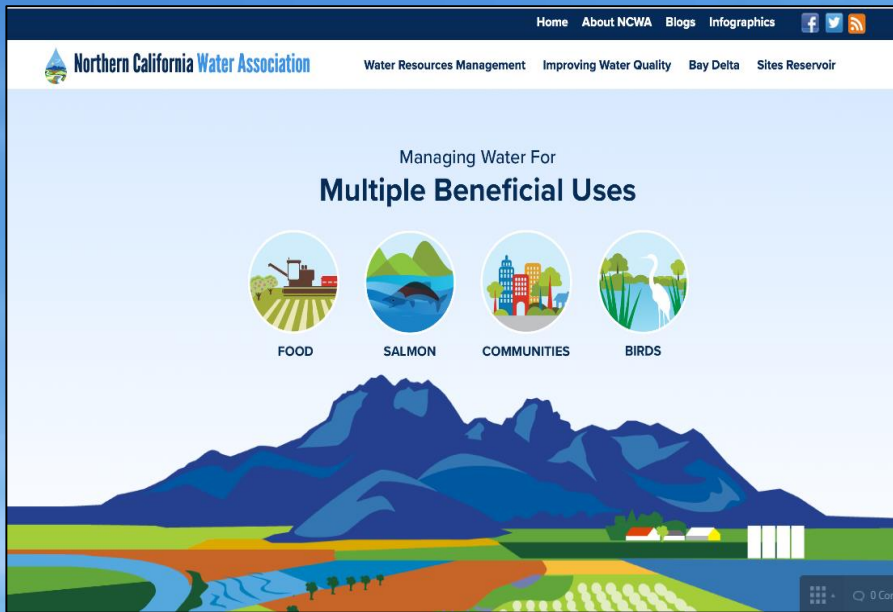 Home About NCWA Blogs Infographics
Northern California Water Association
Water Resources Management Improving Water Quality Bay Delta Sites Reservoir
Managing Water For
Multiple Beneficial Uses
FOOD SALMON COMMUNITIES BIRDS
0